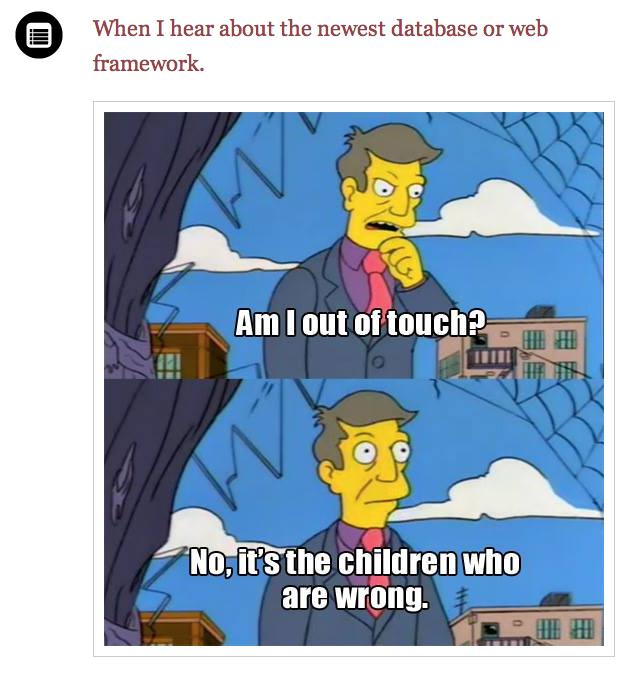 When I hear about the newest database or web
framework.
Am I out of touch?
No, it's the children who
are wrong.